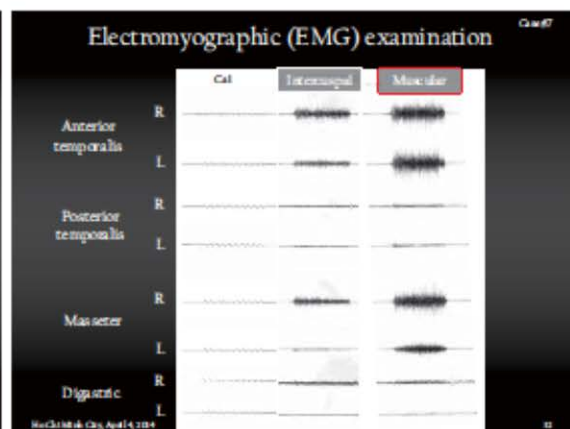 Case#7
Electromyographic (EMG) examination
Cal Intercuspal Muscular
Anterior
temporalis
R
L
Posterior
temporalis
R
L
Masseter
R
L
Digastric
R
L
Ho Chi Minh City, April 4, 2014